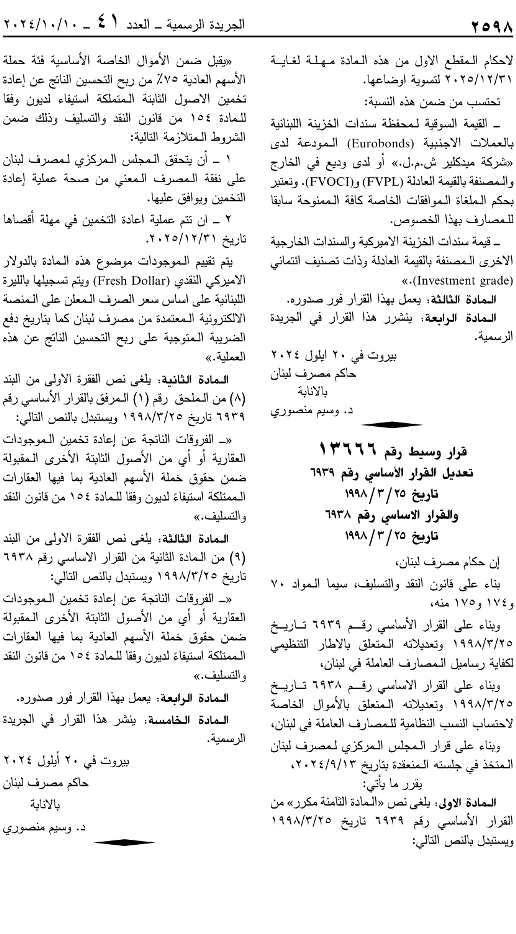 ٢٥٩٨
الجريدة الرسمية ـ العدد ٤١ ـ ٢٠٢٤/١٠/١٠
لاحكام المقطع الاول من هذه المادة مهلة لغاية
٢٠٢٥/١٢/٣١ لتسوية اوضاعها.
تحتسب من ضمن هذه النسبة:
ـ القيمة السوقية لمحفظة سندات الخزينة اللبنانية
بالعملات الاجنبية (Eurobonds) المودعة لدى
«شركة ميدكلير ش.م.ل.» أو لدى وديع في الخارج
والمصنفة بالقيمة العادلة (FVPL) و(FVOCI). وتعتبر
بحكم الملغاة الموافقات الخاصة كافة الممنوحة سابقا
للمصارف بهذا الخصوص.
ـ قيمة سندات الخزينة الاميركية والسندات الخارجية
الاخرى المصنفة بالقيمة العادلة وذات تصنيف ائتماني
(Investment grade).»
المادة الثالثة: يعمل بهذا القرار فور صدوره.
المادة الرابعة: ينشرر هذا القرار في الجريدة
الرسمية.
بيروت في ٢٠ ايلول ٢٠٢٤
حاكم مصرف لبنان
بالانابة
د. وسيم منصوري
قرار وسيط رقم ١٣٦٦٦
تعديل القرار الأساسي رقم ٦٩٣٩
تاريخ ٢٥/ ٣/ ١٩٩٨
والقرار الاساسي رقم ٦٩٣٨
تاريخ ٢٥/ ٣/ ١٩٩٨
إن حكام مصرف لبنان،
بناء على قانون النقد والتسليف، سيما المواد ٧٠
و١٧٤ و١٧٥ منه،
وبناء على القرار الأساسي رقم ٦٩٣٩ تاريخ
١٩٩٨/٣/٢٥ وتعديلاته المتعلق بالاطار التنظيمي
لكفاية رساميل المصارف العاملة في لبنان،
وبناء على القرار الاساسي رقم ٦٩٣٨ تاريخ
١٩٩٨/٣/٢٥ وتعديلاته المتعلق بالأموال الخاصة
لاحتساب النسب النظامية للمصارف العاملة في لبنان،
وبناء على قرار المجلس المركزي لمصرف لبنان
المتخذ في جلسته المنعقدة بتاريخ ٢٠٢٤/٩/١٣،
يقرر ما يأتي:
المادة الاولى: يلغى نص «المادة الثامنة مكرر» من
القرار الأساسي رقم ٦٩٣٩ تاريخ ١٩٩٨/٣/٢٥
ويستبدل بالنص التالي:
«يقبل ضمن الأموال الخاصة الأساسية فئة حملة
الأسهم العادية ٧٥٪ من ربح التحسين الناتج عن إعادة
تخمين الاصول الثابتة المتملكة استيفاء لديون وفقا
للمادة ١٥٤ من قانون النقد والتسليف وذلك ضمن
الشروط المتلازمة التالية:
١ ـ أن يتحقق المجلس المركزي لمصرف لبنان
على نفقة المصرف المعني من صحة عملية إعادة
التخمين ويوافق عليها.
٢ ـ ان تتم عملية اعادة التخمين في مهلة أقصاها
تاريخ ٢٠٢٥/١٢/٣١.
يتم تقييم الموجودات موضوع هذه المادة بالدولار
الاميركي النقدي (Fresh Dollar) ويتم تسجيلها بالليرة
اللبنانية على اساس سعر الصرف المعلن على المنصة
الالكترونية المعتمدة من مصرف لبنان كما بتاريخ دفع
الضريبة المتوجبة على ربح التحسين الناتج عن هذه
العملية.»
المادة الثانية: يلغى نص الفقرة الاولى من البند
(٨) من الملحق رقم (١) المرفق بالقرار الأساسي رقم
٦٩٣٩ تاريخ ١٩٩٨/٣/٢٥ ويستبدل بالنص التالي:
«ـ الفروقات الناتجة عن إعادة تخمين الموجودات
العقارية أو أي من الأصول الثابتة الأخرى المقبولة
ضمن حقوق خملة الأسهم العادية بما فيها العقارات
الممتلكة استيفاءً لديون وفقا للمادة ١٥٤ من قانون النقد
والتسليف.»
المادة الثالثة: يلغى نص الفقرة الاولى من البند
(٩) من المادة الثانية من القرار الاساسي رقم ٦٩٣٨
تاريخ ١٩٩٨/٣/٢٥ ويستبدل بالنص التالي:
«ـ الفروقات الناتجة عن إعادة تخمين الموجودات
العقارية أو أي من الأصول الثابتة الأخرى المقبولة
ضمن حقوق خملة الأسهم العادية بما فيها العقارات
الممتلكة استيفاءً لديون وفقا للمادة ١٥٤ من قانون النقد
والتسليف.»
المادة الرابعة: يعمل بهذا القرار فور صدوره.
المادة الخامسة: ينشر هذا القرار في الجريدة
الرسمية.
بيروت في ٢٠ أيلول ٢٠٢٤
حاكم مصرف لبنان
بالانابة
د. وسيم منصوري